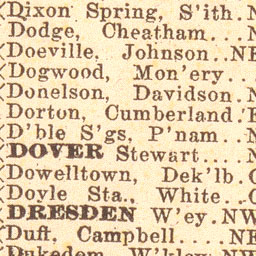 Dixon Spring, S'ith. N
Dodge, Cheatham... N
Doeville, Johnson.. NE
Dogwood, Mon'ery....
Donelson, Davidson. N
Dorton, Cumberland. E
D'ble S'gs, P'nam.. N
DOVER Stewart.... N
Dowelltown, Dek'lb. C
Doyle Sta., White.. C
DRESDEN W'ey. NW
Duft, Campbell..... NE
Dukedom, W'kley. NW